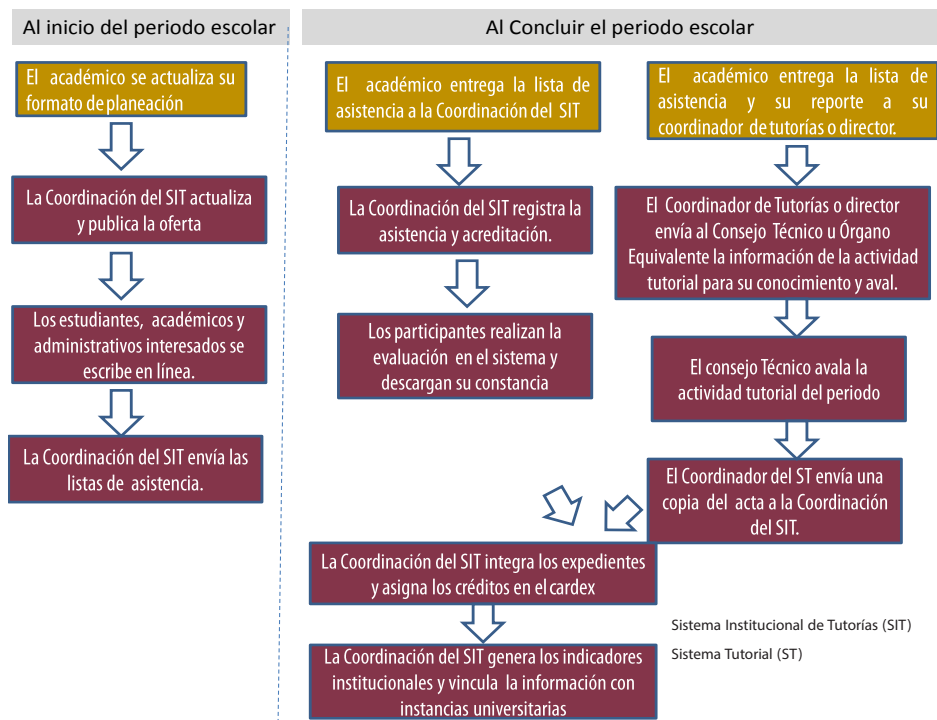 Al inicio del periodo escolar
El académico se actualiza su
formato de planeación
La Coordinación del SIT actualiza
y publica la oferta
Los estudiantes, académicos y
administrativos interesados se
escribe en línea.
La Coordinación del SIT envía las
listas de asistencia.
Al Concluir el periodo escolar
El académico entrega la lista de
asistencia a la Coordinación del SIT
La Coordinación del SIT registra la
asistencia y acreditación.
Los participantes realizan la
evaluación en el sistema y
descargan su constancia
El académico entrega la lista de
asistencia y su reporte a su
coordinador de tutorías o director.
El Coordinador de Tutorías o director
envía al Consejo Técnico u Órgano
Equivalente la información de la actividad
tutorial para su conocimiento y aval.
El consejo Técnico avala la
actividad tutorial del periodo
El Coordinador del ST envía una
copia del acta a la Coordinación
del SIT.
La Coordinación del SIT integra los expedientes
y asigna los créditos en el cardex
La Coordinación del SIT genera los indicadores
institucionales y vincula la información con
instancias universitarias
Sistema Institucional de Tutorías (SIT)
Sistema Tutorial (ST)